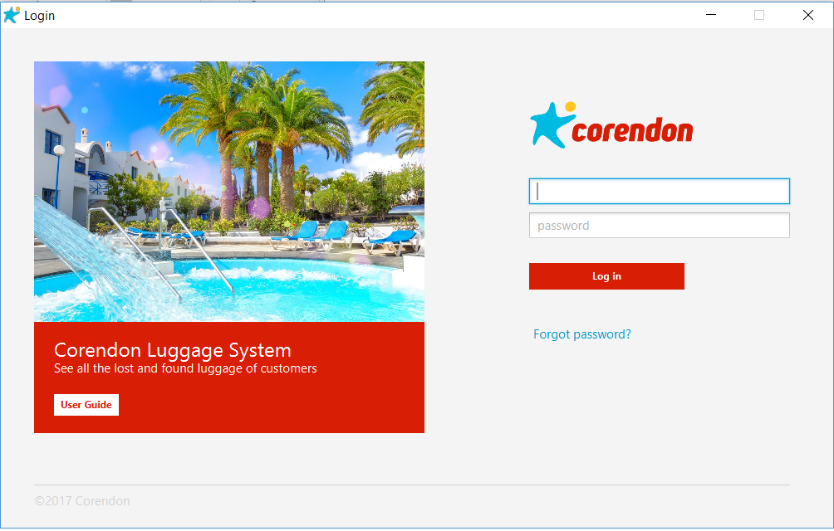 Login
corendon
password
Log in
Forgot password?
Corendon Luggage System
See all the lost and found luggage of customers
User Guide
©2017 Corendon